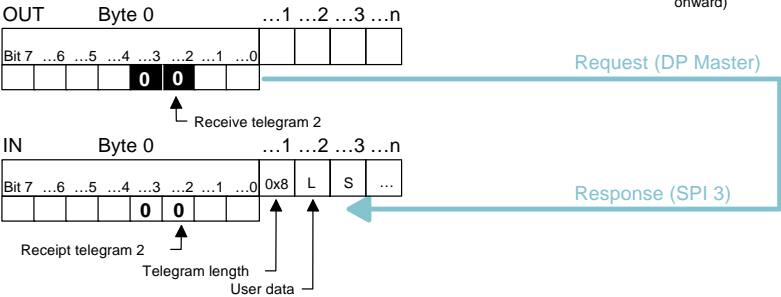 onward)
OUT Byte 0 …1 …2 …3 …n
Bit 7 …6 …5 …4 …3 …2 …1 …0
0 0
Request (DP Master)
Receive telegram 2
IN Byte 0 …1 …2 …3 …n
Bit 7 …6 …5 …4 …3 …2 …1 …0 0x8 L S …
0 0
Response (SPI 3)
Receipt telegram 2
Telegram length
User data